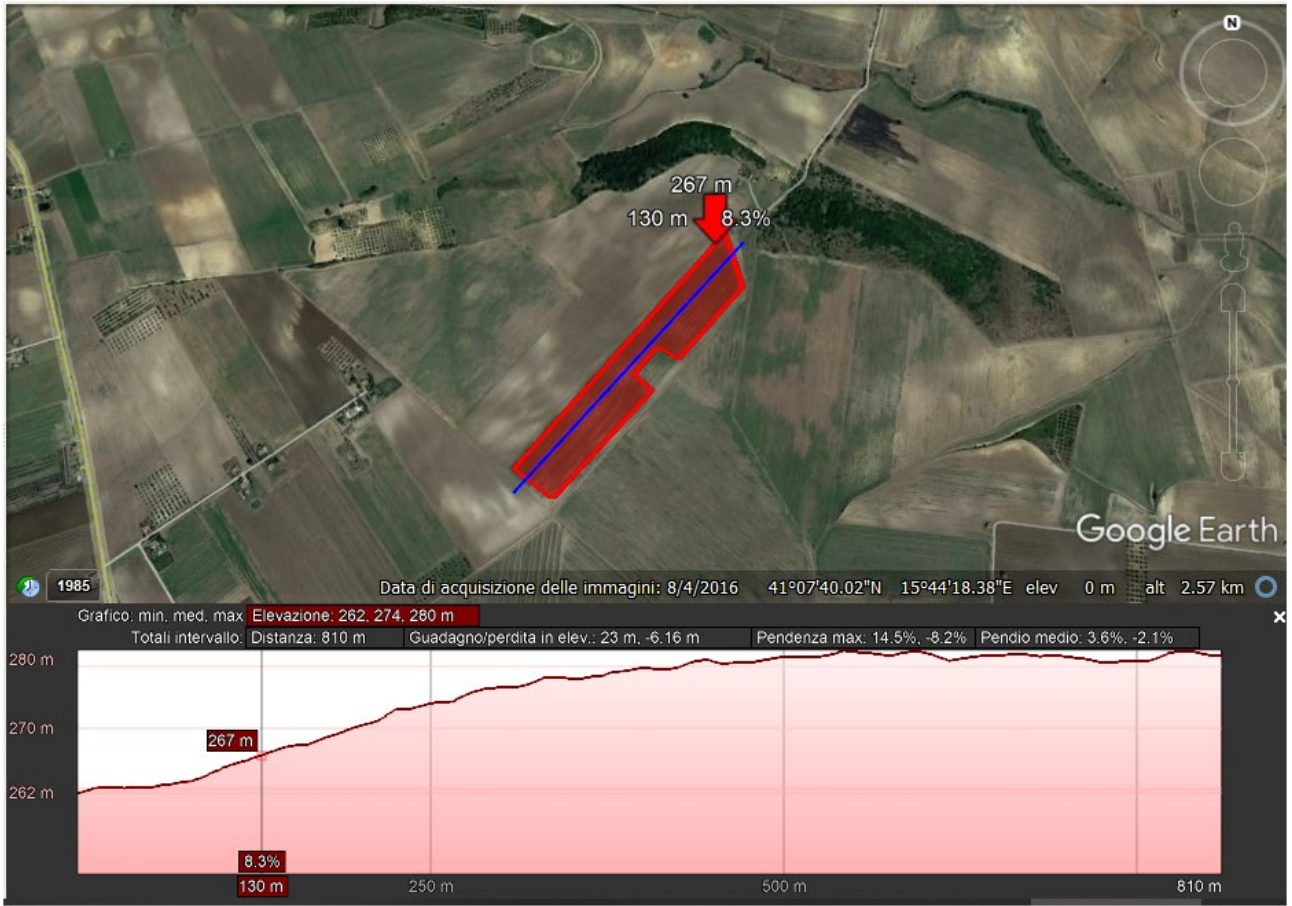 N
267 m
130 m 8.3%
Google Earth
1985 Data di acquisizione delle immagini: 8/4/2016 41°07'40.02"N 15°44'18.38"E elev 0 m alt 2.57 km
Grafico: min, med, max Elevazione: 262, 274, 280 m
Totali intervallo: Distanza: 810 m Guadagno/perdita in elev.: 23 m, -6.16 m Pendenza max: 14.5%, -8.2% Pendio medio: 3.6%, -2.1%
280 m
270 m
267 m
262 m
8.3%
130 m 250 m 500 m 810 m